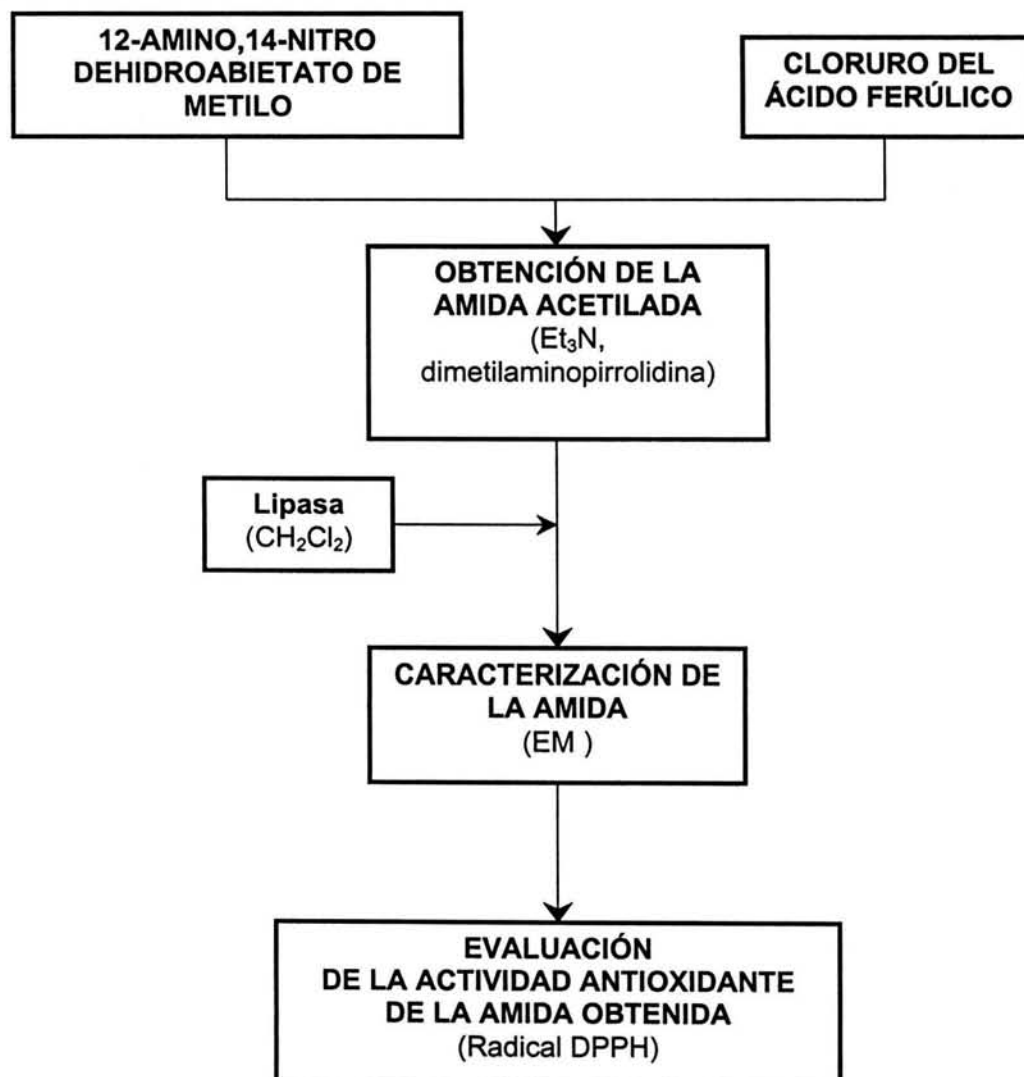 12-AMINO,14-NITRO
DEHIDROABIETATO DE
METILO
CLORURO DEL
ÁCIDO FERÚLICO
OBTENCIÓN DE LA
AMIDA ACETILADA
(Et₃N,
dimetilaminopirrolidina)
Lipasa
(CH₂Cl₂)
CARACTERIZACIÓN DE
LA AMIDA
(EM )
EVALUACIÓN
DE LA ACTIVIDAD ANTIOXIDANTE
DE LA AMIDA OBTENIDA
(Radical DPPH)